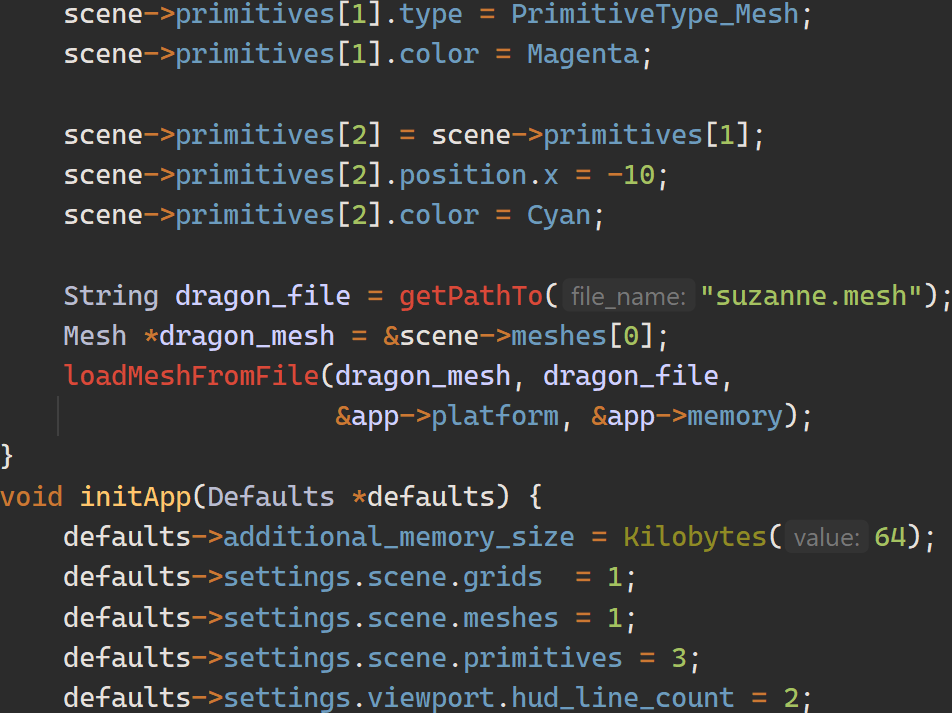 scene->primitives[1].type = PrimitiveType_Mesh;
scene->primitives[1].color = Magenta;
scene->primitives[2] = scene->primitives[1];
scene->primitives[2].position.x = -10;
scene->primitives[2].color = Cyan;
String dragon_file = getPathTo( file_name: "suzanne.mesh");
Mesh *dragon_mesh = &scene->meshes[0];
loadMeshFromFile(dragon_mesh, dragon_file,
&app->platform, &app->memory);
}
void initApp(Defaults *defaults) {
defaults->additional_memory_size = Kilobytes( value: 64);
defaults->settings.scene.grids  = 1;
defaults->settings.scene.meshes = 1;
defaults->settings.scene.primitives = 3;
defaults->settings.viewport.hud_line_count = 2;